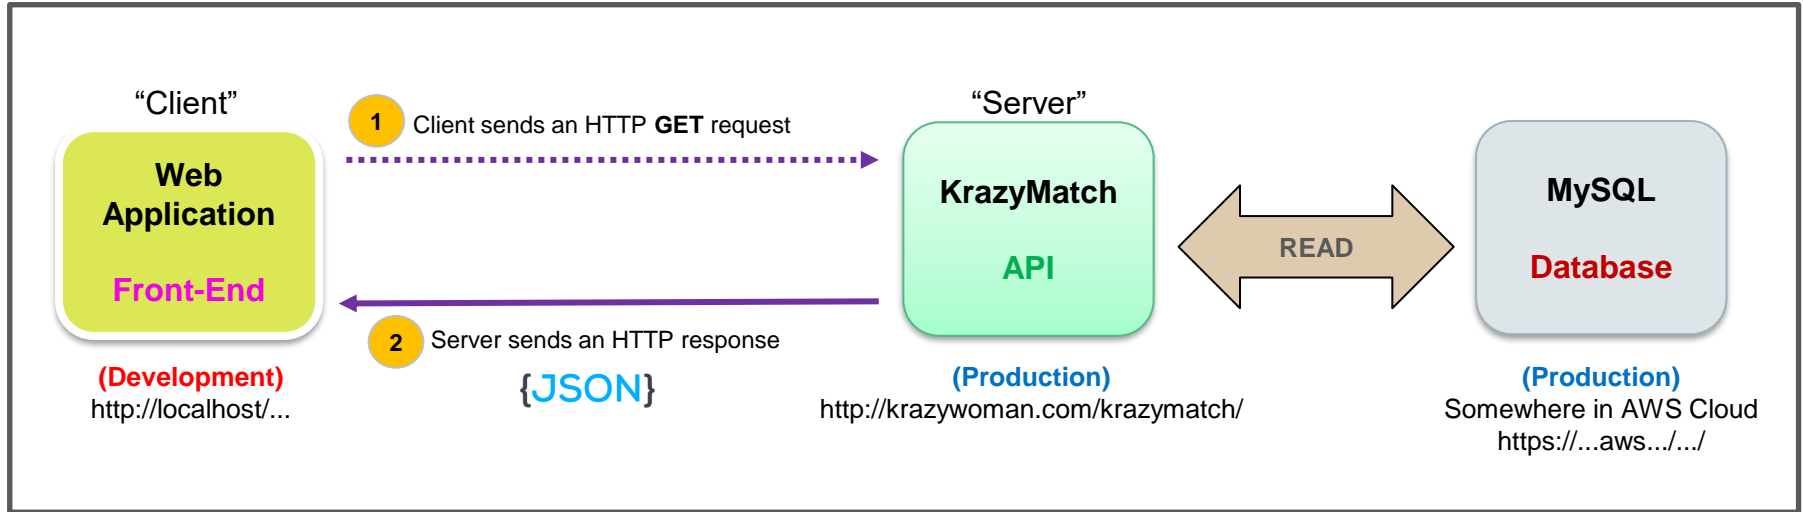 “Client”
Web
Application
Front-End
(Development)
http://localhost/...
1
Client sends an HTTP GET request
2
Server sends an HTTP response
{JSON}
“Server”
KrazyMatch
API
(Production)
http://krazywoman.com/krazymatch/
READ
MySQL
Database
(Production)
Somewhere in AWS Cloud
https://...aws.../.../